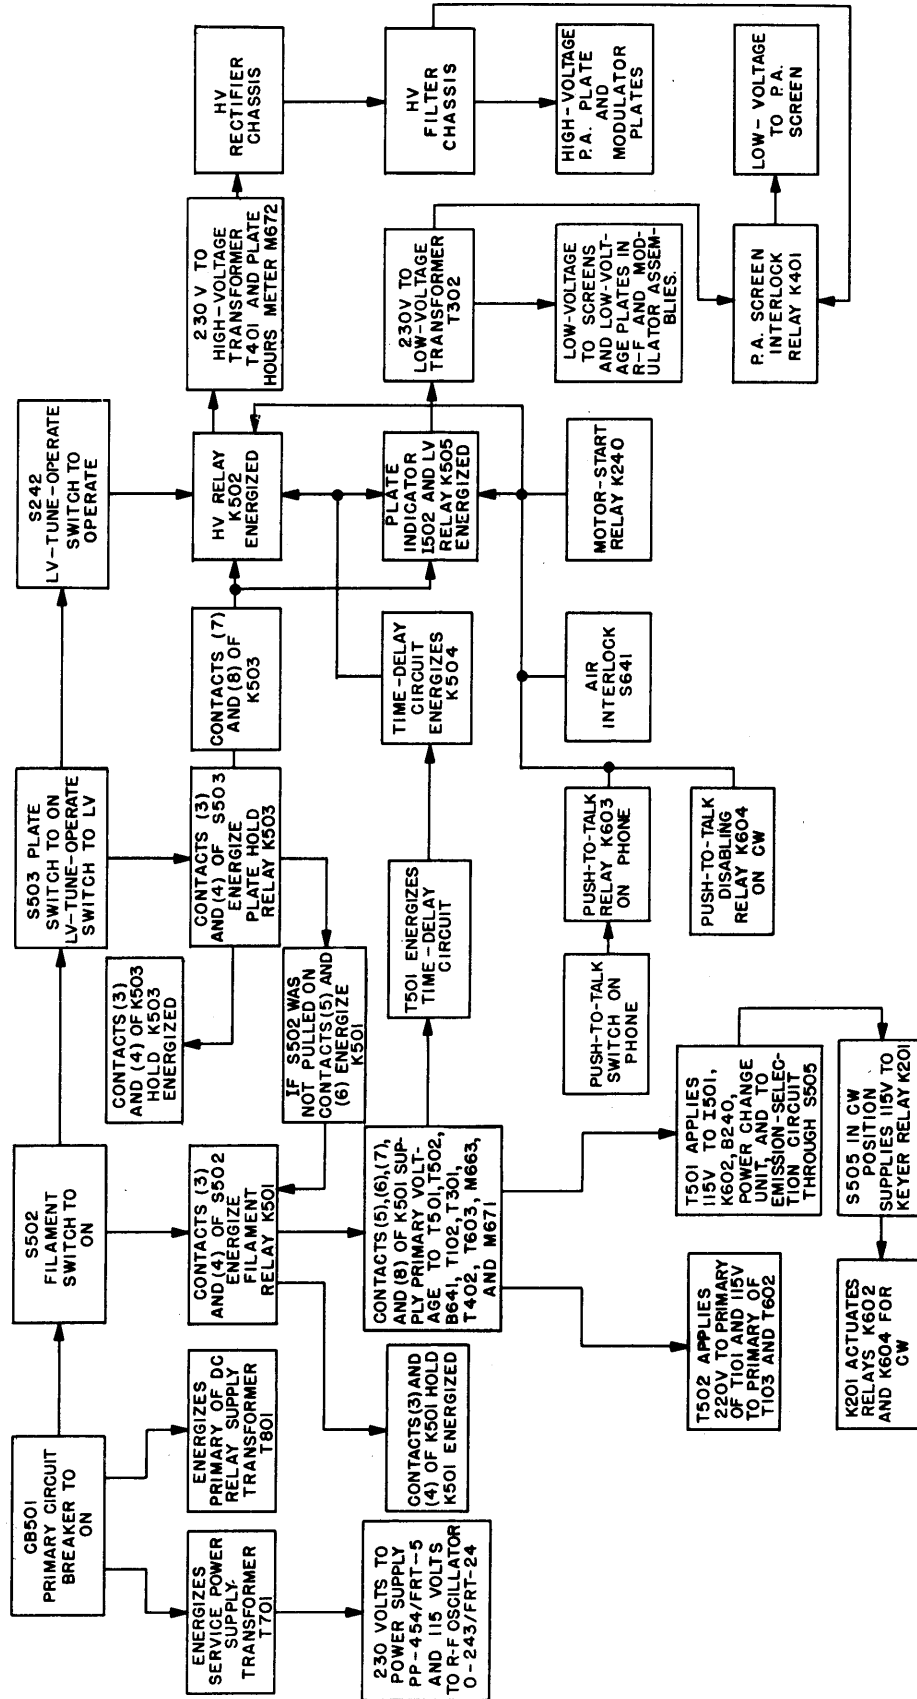 CB501
PRIMARY CIRCUIT
BREAKER TO
ON
S502
FILAMENT
SWITCH TO
ON
S503 PLATE
SWITCH TO ON
LV-TUNE-OPERATE
SWITCH TO LV
S242
LV-TUNE-OPERATE
SWITCH TO
OPERATE
ENERGIZES
SERVICE POWER
SUPPLY-
TRANSFORMER
T701
ENERGIZES
PRIMARY OF DC
RELAY SUPPLY
TRANSFORMER
T801
CONTACTS (3)
AND (4) OF S502
ENERGIZE
FILAMENT
RELAY K501
CONTACTS (3)
AND (4) OF K503
HOLD K503
ENERGIZED
CONTACTS (3)
AND (4) OF S503
ENERGIZE
PLATE HOLD
RELAY K503
CONTACTS (7)
AND (8) OF
K503
HV RELAY
K502
ENERGIZED
230 V TO
HIGH-VOLTAGE
TRANSFORMER
T401 AND PLATE
HOURS METER M672
HV
RECTIFIER
CHASSIS
IF S502 WAS
NOT PULLED ON
CONTACTS (5) AND
(6) ENERGIZE
K501
230 VOLTS TO
POWER SUPPLY
PP-454/FRT-5
AND 115 VOLTS
TO R-F OSCILLATOR
O-243/FRT-24
CONTACTS (3) AND
(4) OF K501 HOLD
K501 ENERGIZED
CONTACTS (5), (6), (7),
AND (8) OF K501 SUP-
PLY PRIMARY VOLT-
AGE TO T501, T502,
B641, T102, T301,
T402, T603, M663,
AND M671
T501 ENERGIZES
TIME-DELAY
CIRCUIT
TIME-DELAY
CIRCUIT
ENERGIZES
K504
PLATE
INDICATOR
I502 AND LV
RELAY K505
ENERGIZED
230V TO
LOW-VOLTAGE
TRANSFORMER
T302
HV
FILTER
CHASSIS
PUSH-TO-TALK
SWITCH ON
PHONE
PUSH-TO-TALK
RELAY K603
ON PHONE
AIR
INTERLOCK
S641
MOTOR-START
RELAY K240
LOW-VOLTAGE
TO SCREENS
AND LOW-VOLT-
AGE PLATES IN
R-F AND MOD-
ULATOR ASSEM-
BLIES.
HIGH-VOLTAGE
P.A. PLATE
AND
MODULATOR
PLATES
T502 APPLIES
220V TO PRIMARY
OF T101 AND 115V
TO PRIMARY OF
T103 AND T602
T501 APPLIES
115V TO I501,
K602, B240,
POWER CHANGE
UNIT, AND TO
EMISSION-SELEC-
TION CIRCUIT
THROUGH S505
PUSH-TO-TALK
DISABLING
RELAY K604
ON CW
P.A. SCREEN
INTERLOCK
RELAY K401
LOW-VOLTAGE
TO P.A.
SCREEN
K201 ACTUATES
RELAYS K602
AND K604 FOR
CW
S505 IN CW
POSITION
SUPPLIES 115V TO
KEYER RELAY K201